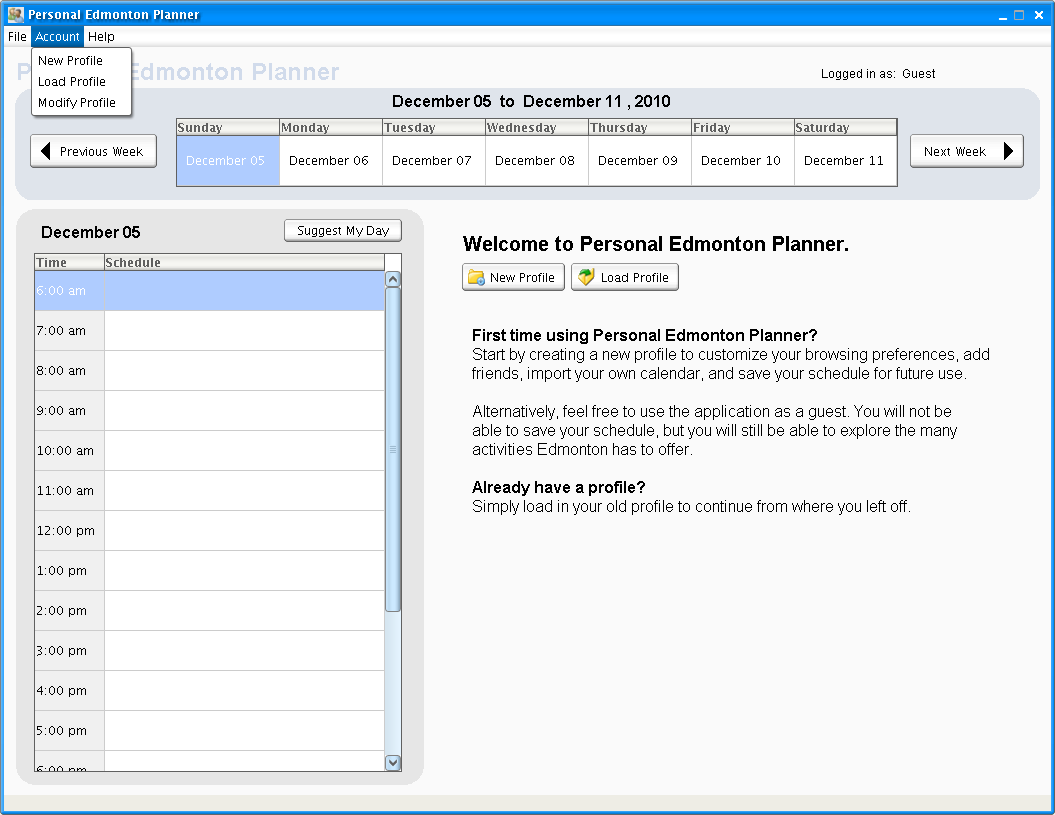 Personal Edmonton Planner
File Account Help
New Profile
Load Profile
Modify Profile
Edmonton Planner
Logged in as: Guest
December 05 to December 11 , 2010
Previous Week
Sunday Monday Tuesday Wednesday Thursday Friday Saturday
December 05 December 06 December 07 December 08 December 09 December 10 December 11
Next Week
December 05
Suggest My Day
Time Schedule
6:00 am
7:00 am
8:00 am
9:00 am
10:00 am
11:00 am
12:00 pm
1:00 pm
2:00 pm
3:00 pm
4:00 pm
5:00 pm
6:00 pm
Welcome to Personal Edmonton Planner.
New Profile Load Profile
First time using Personal Edmonton Planner?
Start by creating a new profile to customize your browsing preferences, add
friends, import your own calendar, and save your schedule for future use.
Alternatively, feel free to use the application as a guest. You will not be
able to save your schedule, but you will still be able to explore the many
activities Edmonton has to offer.
Already have a profile?
Simply load in your old profile to continue from where you left off.